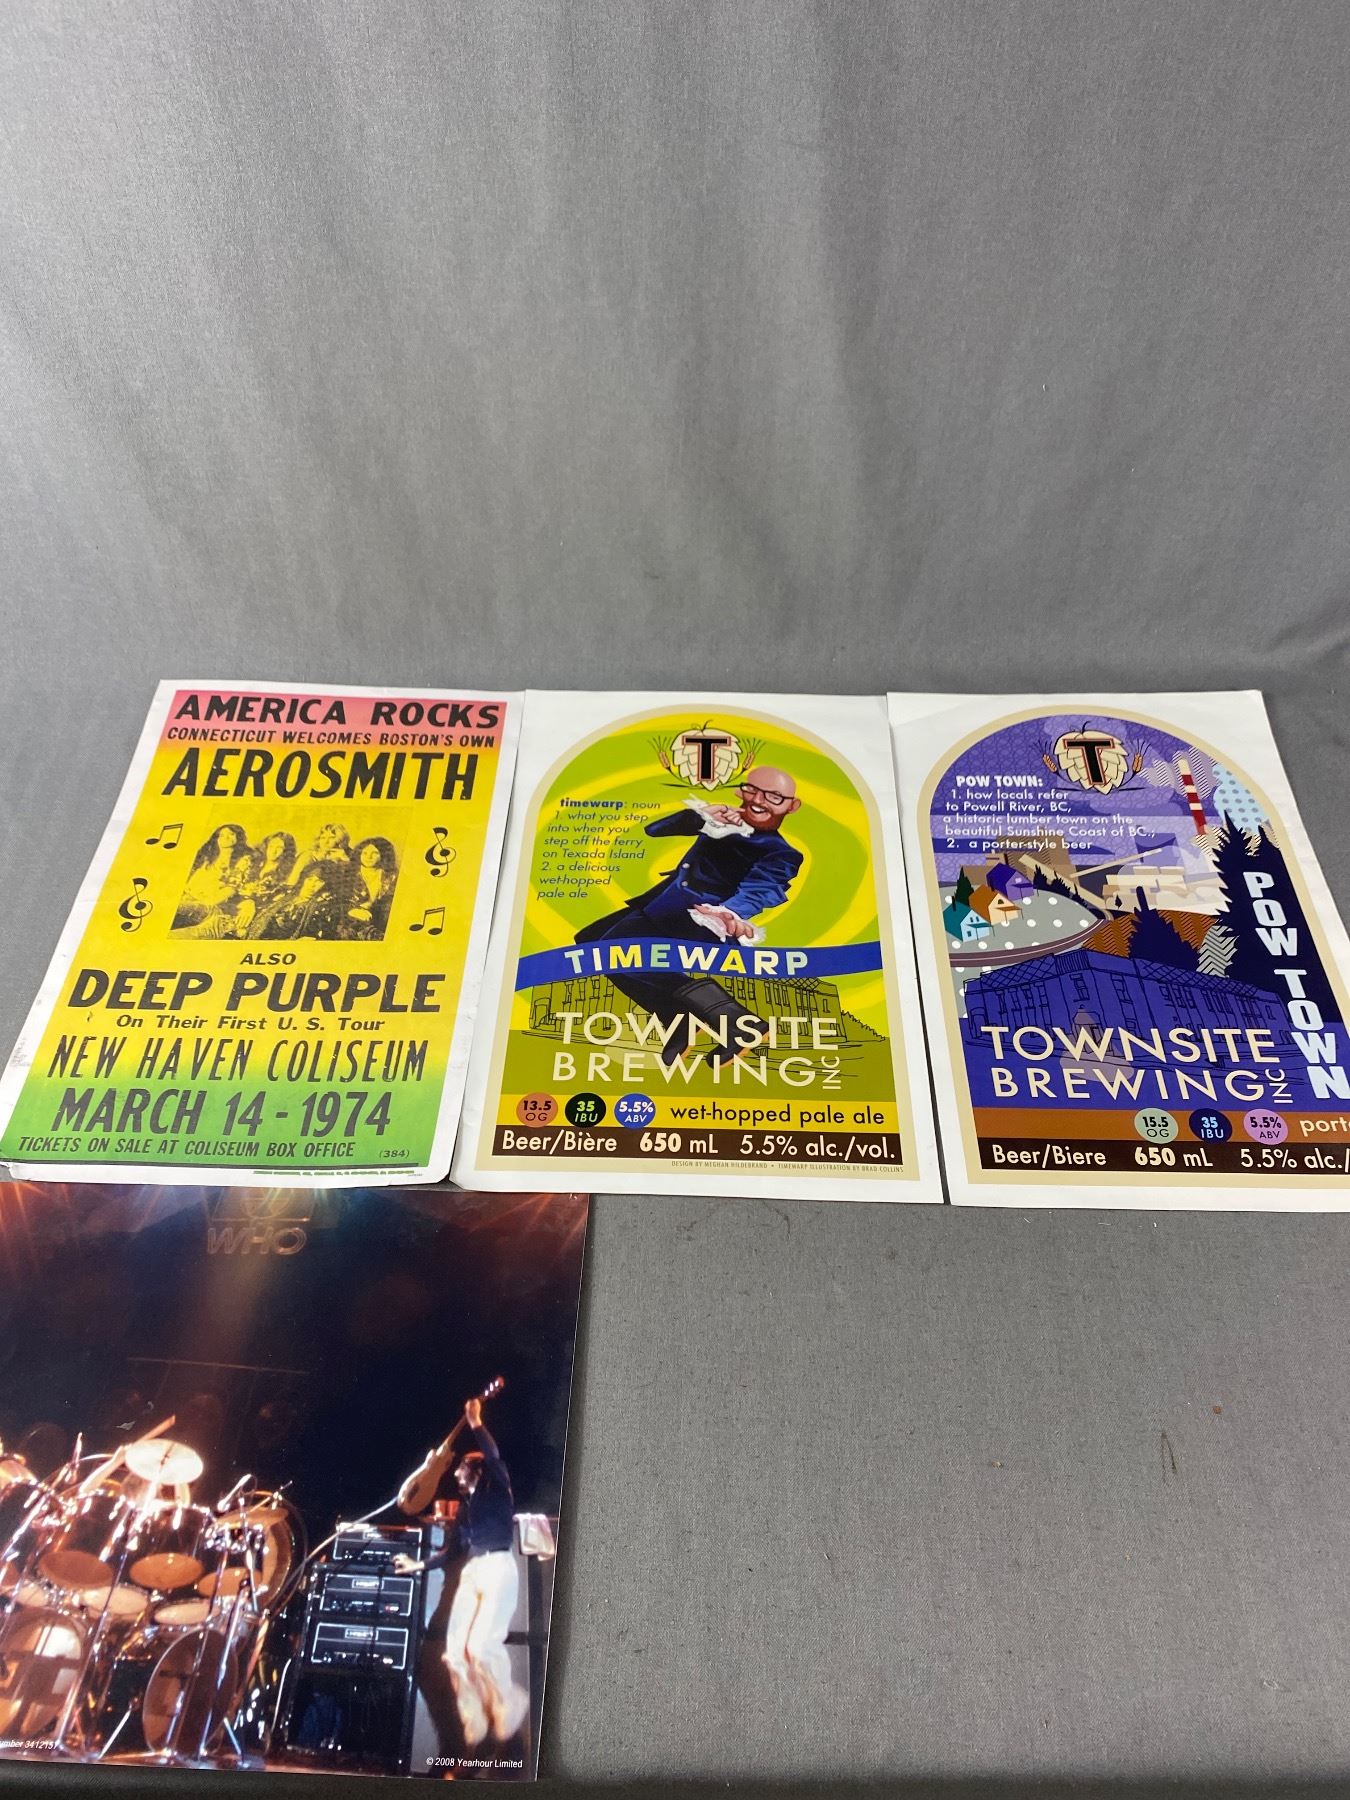 AMERICA ROCKS
CONNECTICUT WELCOMES BOSTON'S OWN
AEROSMITH
ALSO
DEEP PURPLE
On Their First U. S. Tour
NEW HAVEN COLISEUM
MARCH 14 - 1974
TICKETS ON SALE AT COLISEUM BOX OFFICE (384)
T
timewarp: noun
1. what you step
into when you
step off the ferry
on Texada Island
2. a delicious
wet-hopped
pale ale
TIMEWARP
TOWNSITE
BREWING INC
13.5 OG 35 IBU 5.5% ABV wet-hopped pale ale
Beer/Bière 650 mL 5.5% alc./vol.
DESIGN BY MEGHAN HILDEBRAND • TIMEWARP ILLUSTRATION BY BRAD COLLINS
T
POW TOWN:
1. how locals refer
to Powell River, BC,
a historic lumber town on the
beautiful Sunshine Coast of BC.;
2. a porter-style beer
POW TOWN
TOWNSITE
BREWING INC
15.5 OG 35 IBU 5.5% ABV port
Beer/Biere 650 mL 5.5% alc./
WHO
umber 3412157
© 2008 Yearhour Limited